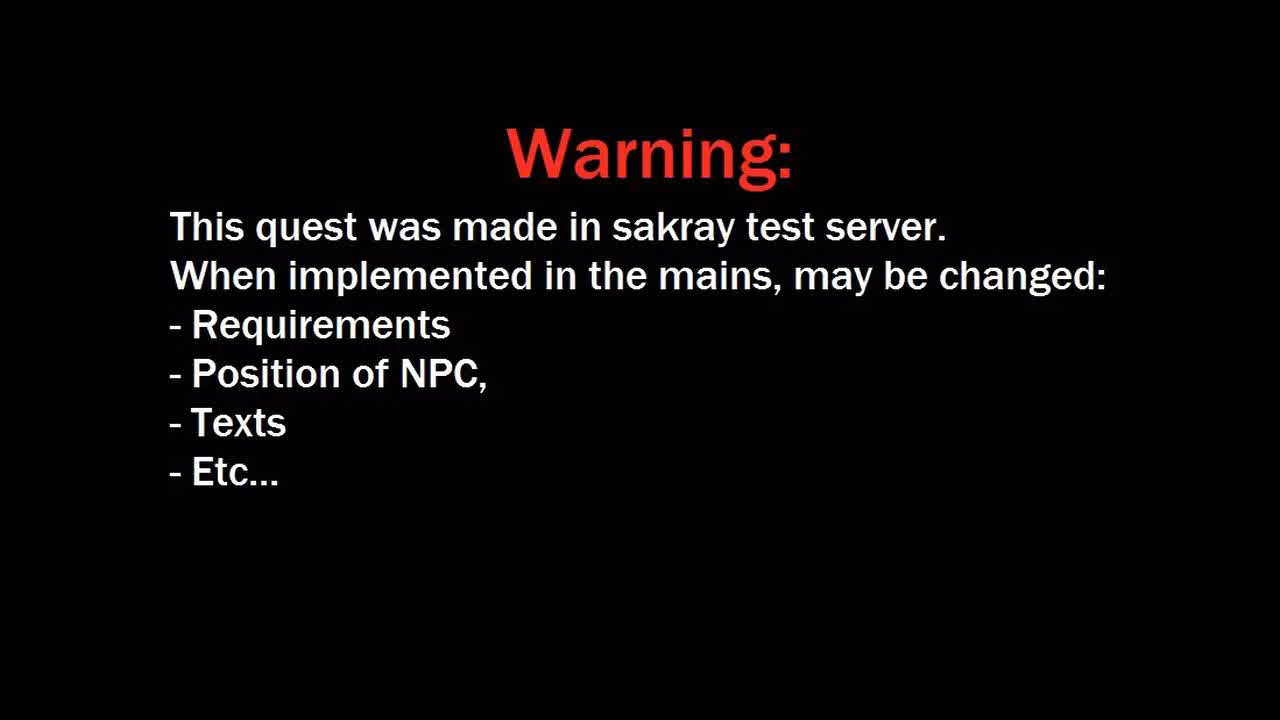 Warning:
This quest was made in sakray test server.
When implemented in the mains, may be changed:
- Requirements
- Position of NPC,
- Texts
- Etc...